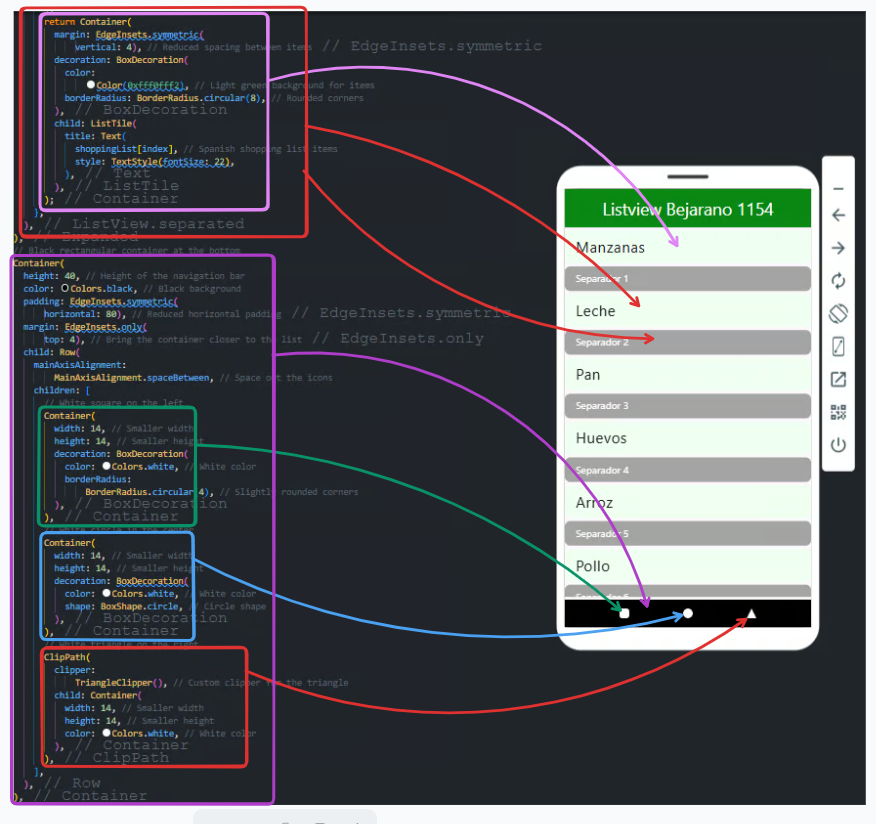 return Container(
margin: EdgeInsets.symmetric(
vertical: 4), // Reduced spacing between items // EdgeInsets.symmetric
decoration: BoxDecoration(
color:
Color(0xfff0fff2), // Light green background for items
borderRadius: BorderRadius.circular(8), // Rounded corners
), // BoxDecoration
child: ListTile(
title: Text(
shoppingList[index], // Spanish shopping list items
style: TextStyle(fontSize: 22),
), // Text
), // ListTile
); // Container
},
), // ListView.separated
), // Expanded
// Black rectangular container at the bottom
Container(
height: 40, // Height of the navigation bar
color: Colors.black, // Black background
padding: EdgeInsets.symmetric(
horizontal: 80), // Reduced horizontal padding // EdgeInsets.symmetric
margin: EdgeInsets.only(
top: 4), // Bring the container closer to the list // EdgeInsets.only
child: Row(
mainAxisAlignment:
MainAxisAlignment.spaceBetween, // Space out the icons
children: [
// White square on the left
Container(
width: 14, // Smaller width
height: 14, // Smaller height
decoration: BoxDecoration(
color: Colors.white, // White color
borderRadius:
BorderRadius.circular(4), // Slightly rounded corners
), // BoxDecoration
), // Container
// White circle in the center
Container(
width: 14, // Smaller width
height: 14, // Smaller height
decoration: BoxDecoration(
color: Colors.white, // White color
shape: BoxShape.circle, // Circle shape
), // BoxDecoration
), // Container
// White triangle on the right
ClipPath(
clipper:
TriangleClipper(), // Custom clipper for the triangle
child: Container(
width: 14, // Smaller width
height: 14, // Smaller height
color: Colors.white, // White color
), // Container
), // ClipPath
],
), // Row
), // Container
Listview Bejarano 1154
Manzanas
Separador 1
Leche
Separador 2
Pan
Separador 3
Huevos
Separador 4
Arroz
Separador 5
Pollo